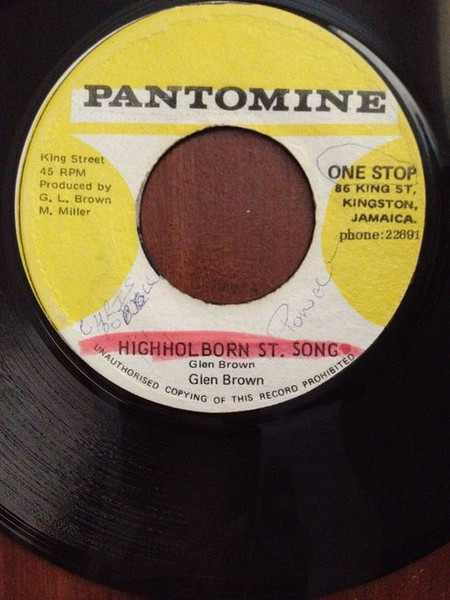 PANTOMINE
King Street
45 RPM
Produced by
G. L. Brown
M. Miller
ONE STOP
86 KING ST,
KINGSTON,
JAMAICA.
phone:22691
HIGHHOLBORN ST. SONG
Glen Brown
Glen Brown
UNAUTHORISED COPYING OF THIS RECORD PROHIBITED